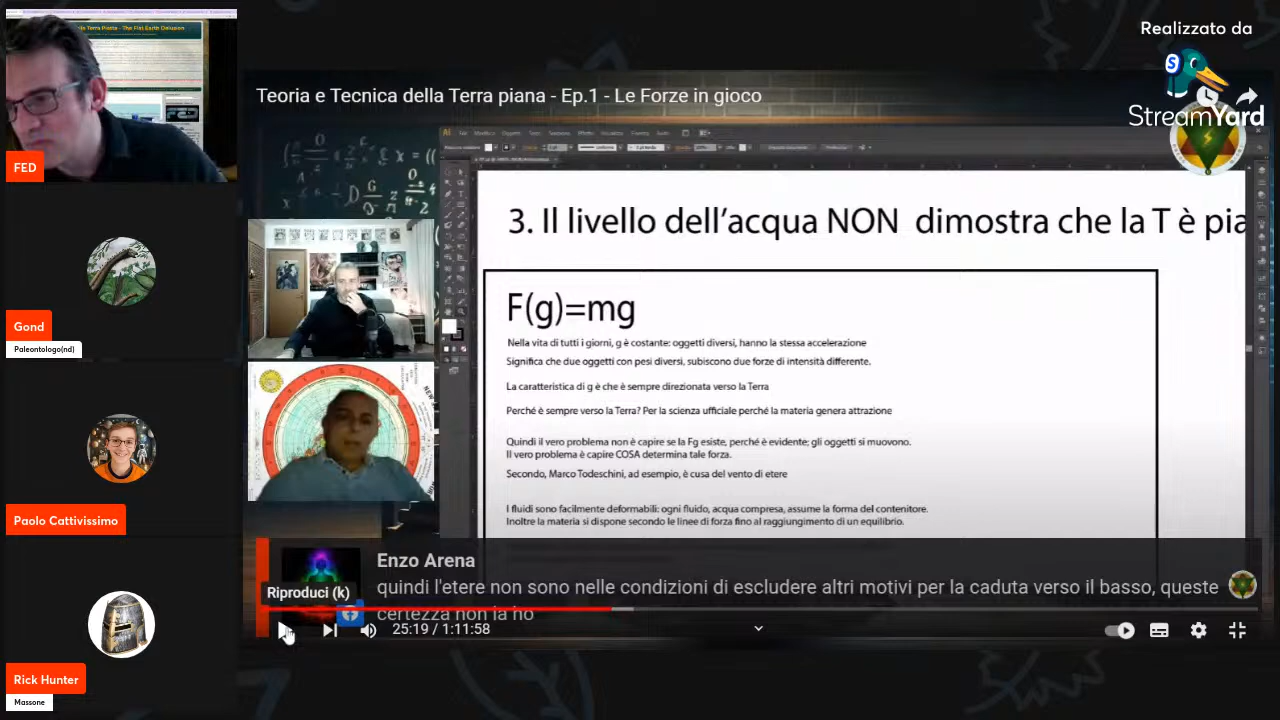 la Terra Piatta - The Flat Earth Delusion
FED
Gond
Paleontologo(nd)
Paolo Cattivissimo
Rick Hunter
Massone
Realizzato da
StreamYard
Teoria e Tecnica della Terra piana - Ep.1 - Le Forze in gioco
3. Il livello dell’acqua NON dimostra che la T è pia
F(g)=mg
Nella vita di tutti i giorni, g è costante: oggetti diversi, hanno la stessa accelerazione
Significa che due oggetti con pesi diversi, subiscono due forze di intensità differente.
La caratteristica di g è che è sempre direzionata verso la Terra
Perché è sempre verso la Terra? Per la scienza ufficiale perché la materia genera attrazione
Quindi il vero problema non è capire se la Fg esiste, perché è evidente; gli oggetti si muovono.
Il vero problema è capire COSA determina tale forza.
Secondo, Marco Todeschini, ad esempio, è cusa del vento di etere
I fluidi sono facilmente deformabili: ogni fluido, acqua compresa, assume la forma del contenitore.
Inoltre la materia si dispone secondo le linee di forza fino al raggiungimento di un equilibrio.
Enzo Arena
quindi l'etere non sono nelle condizioni di escludere altri motivi per la caduta verso il basso, queste
certezza non la ho
Riproduci (k)
25:19 / 1:11:58